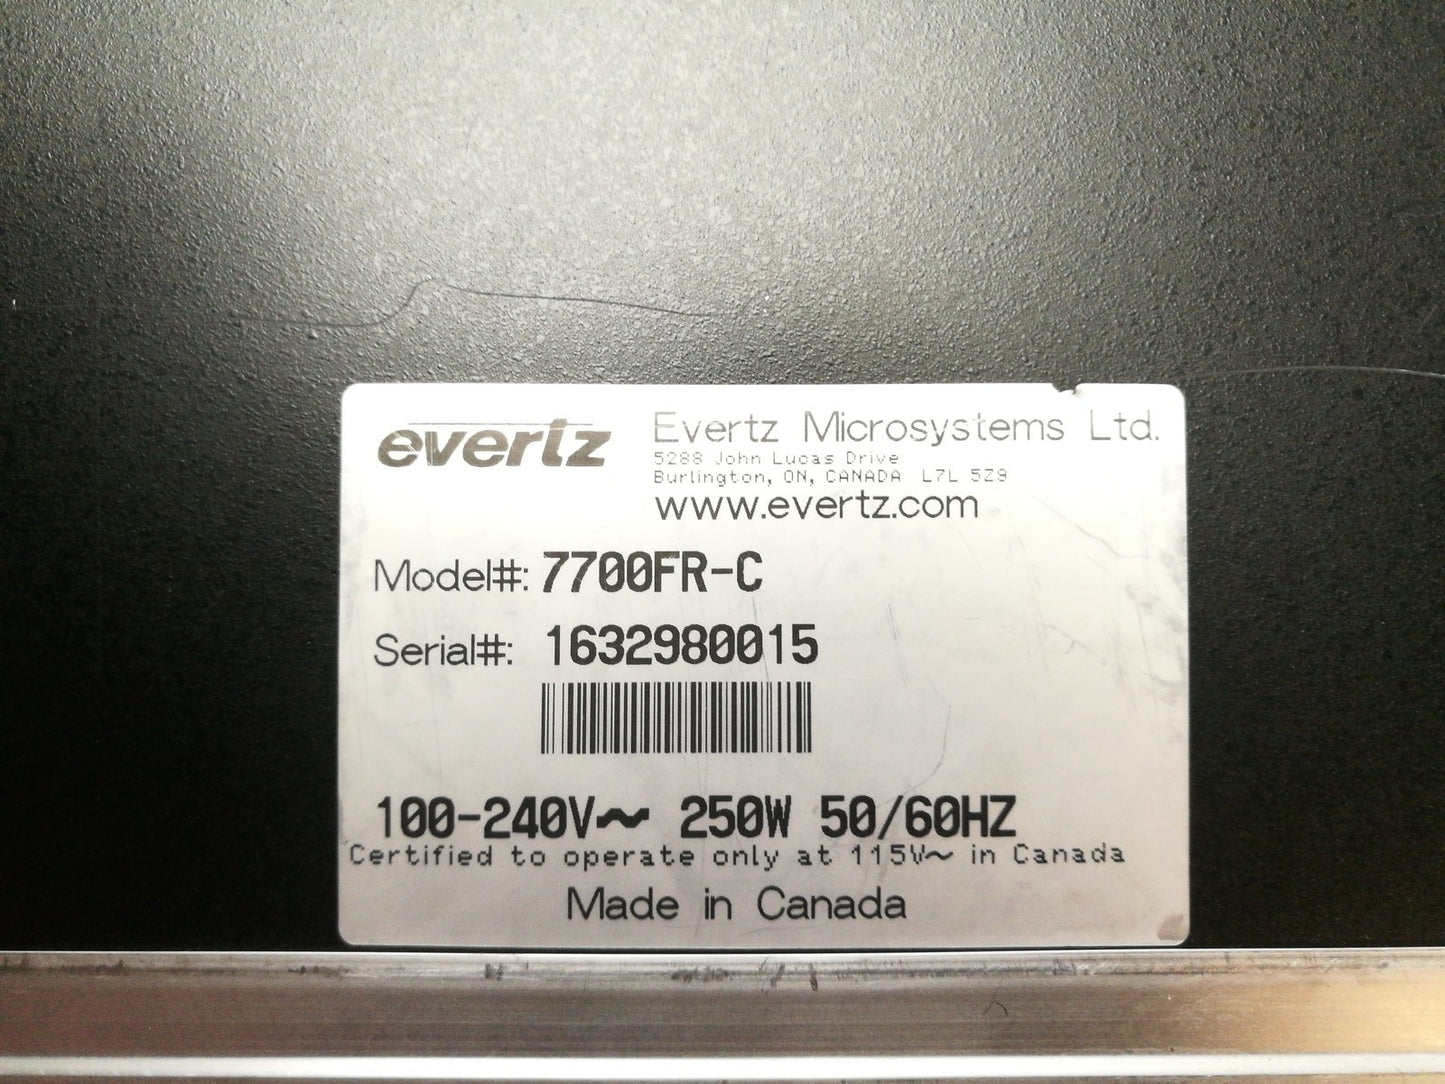 evertz
Evertz Microsystems Ltd.
5288 John Lucas Drive
Burlington, ON, CANADA L7L 5Z9
www.evertz.com
Model#: 7700FR-C
Serial#: 1632980015
100-240V~ 250W 50/60HZ
Certified to operate only at 115V~ in Canada
Made in Canada